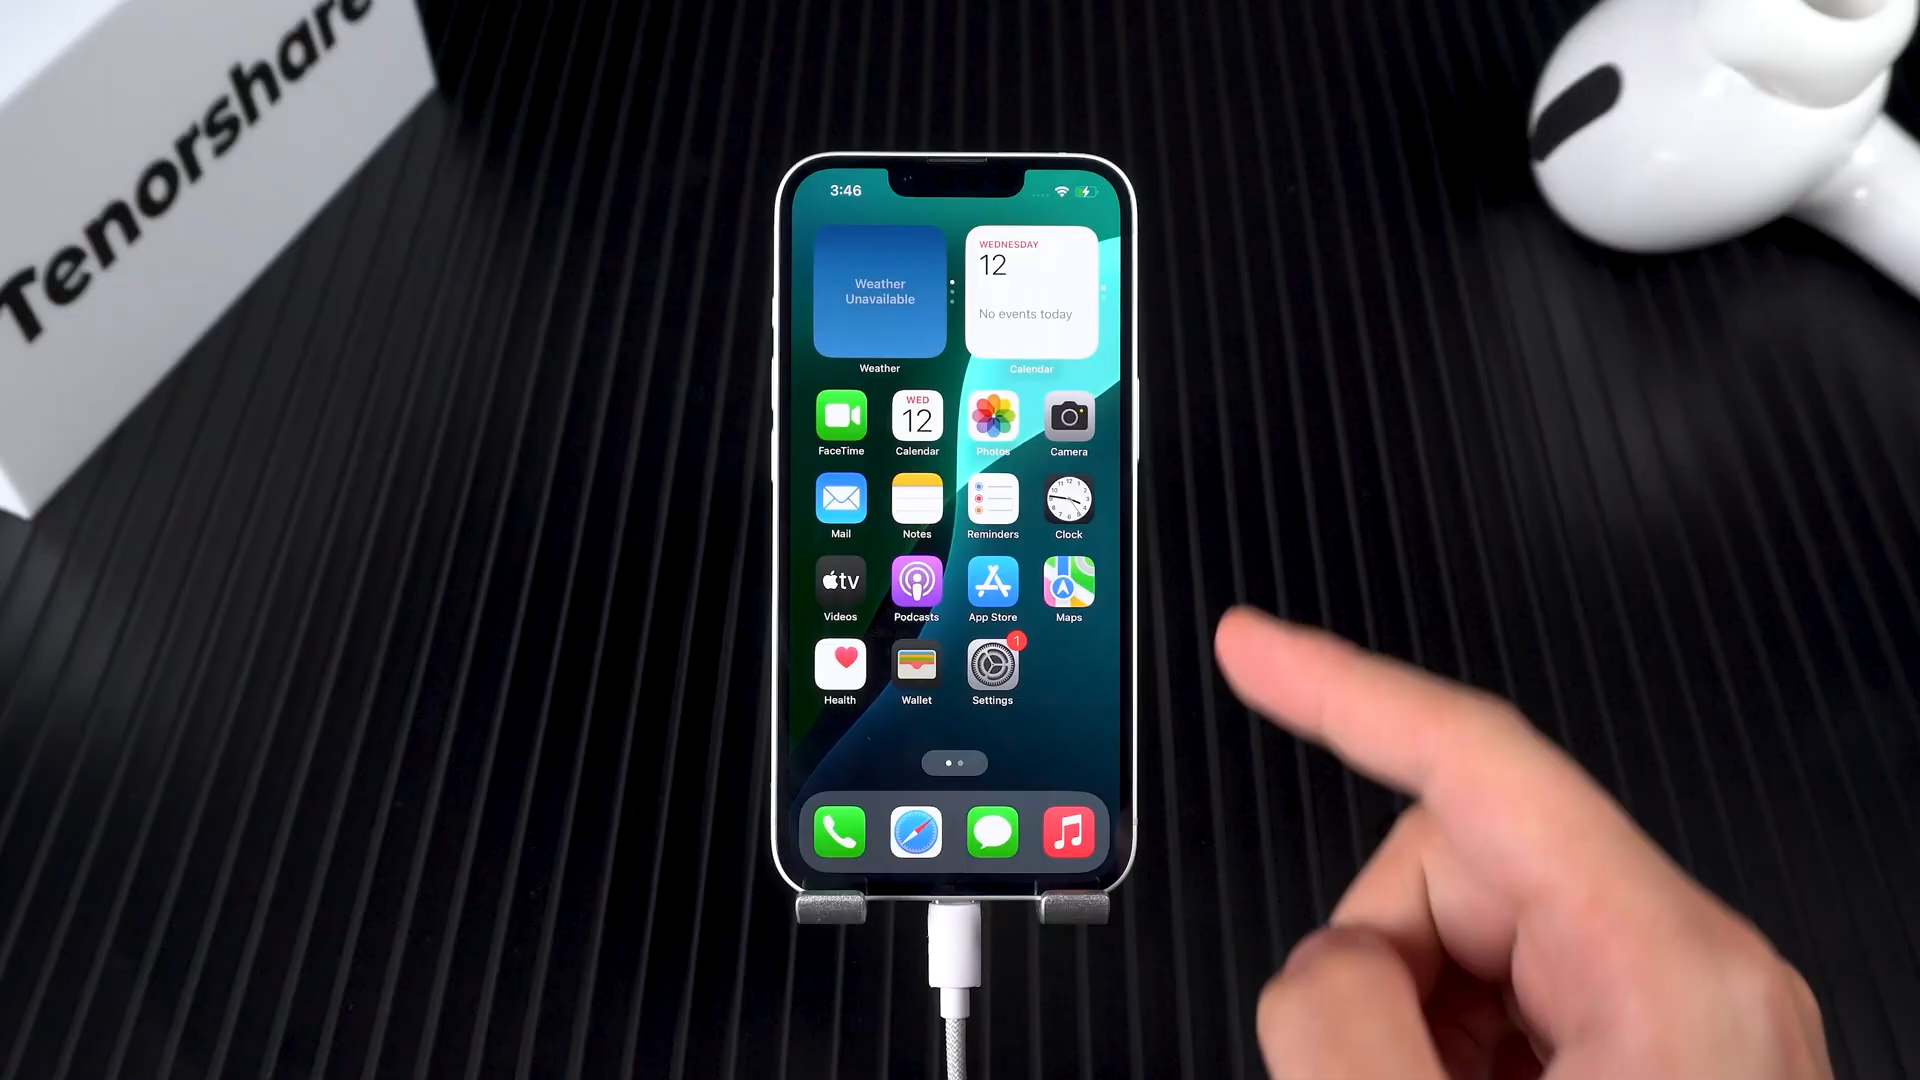 Tenorshare
3:46
Weather
Unavailable
WEDNESDAY
12
No events today
Weather
Calendar
WED
12
FaceTime
Calendar
Photos
Camera
Mail
Notes
Reminders
Clock
tv
Videos
Podcasts
App Store
Maps
1
Health
Wallet
Settings